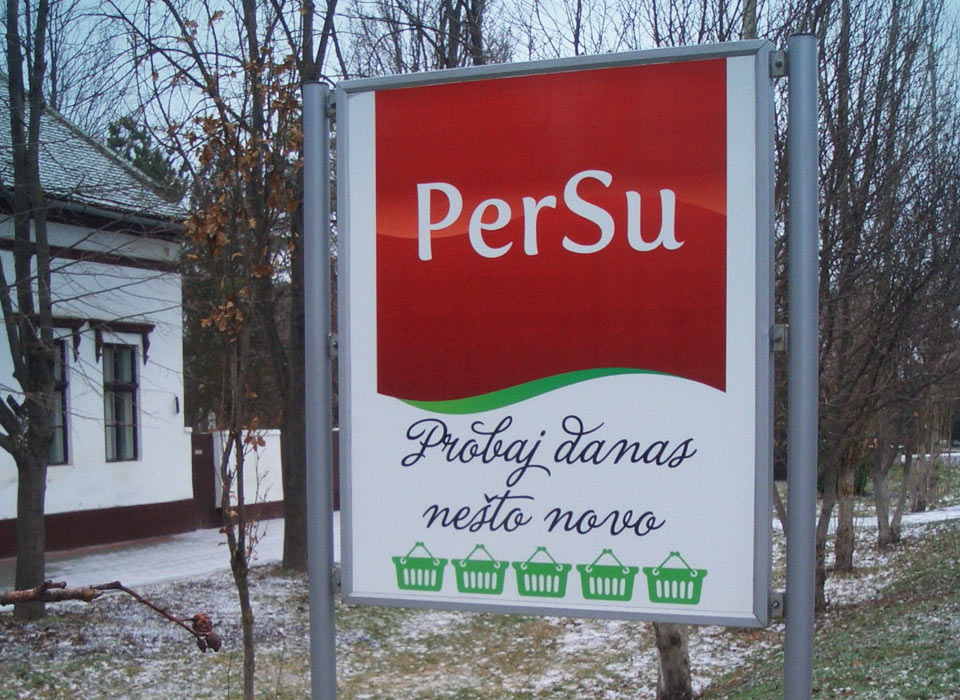 PerSu
Probaj danas
nešto novo